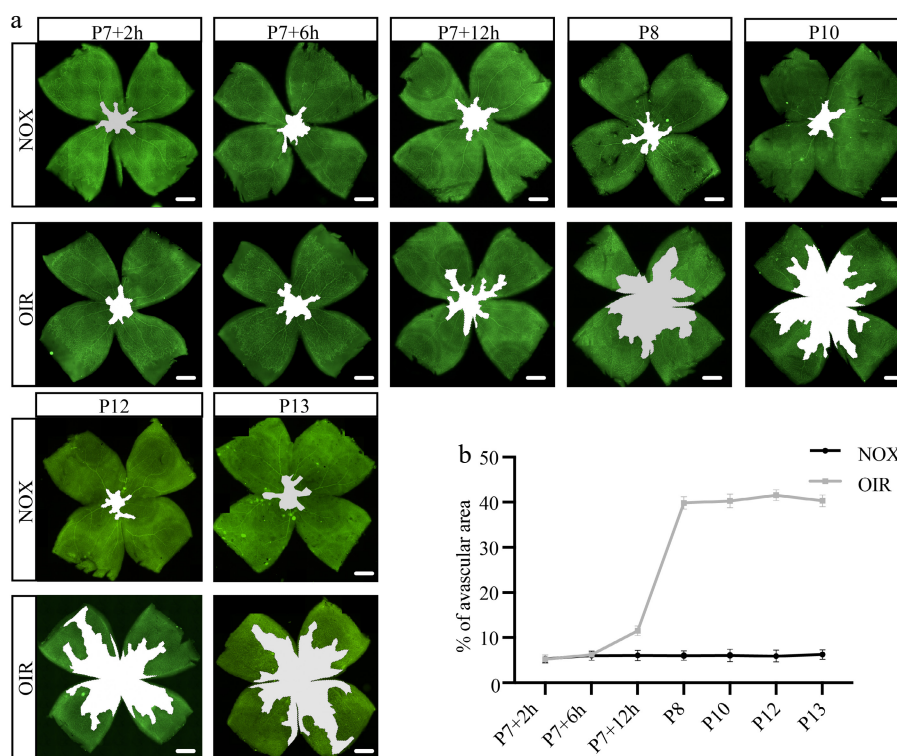 a
P7+2h P7+6h P7+12h P8 P10
NOX
OIR
P12 P13
NOX
OIR
b
NOX
OIR
% of avascular area
50
40
30
20
10
0
P7+2h P7+6h P7+12h P8 P10 P12 P13